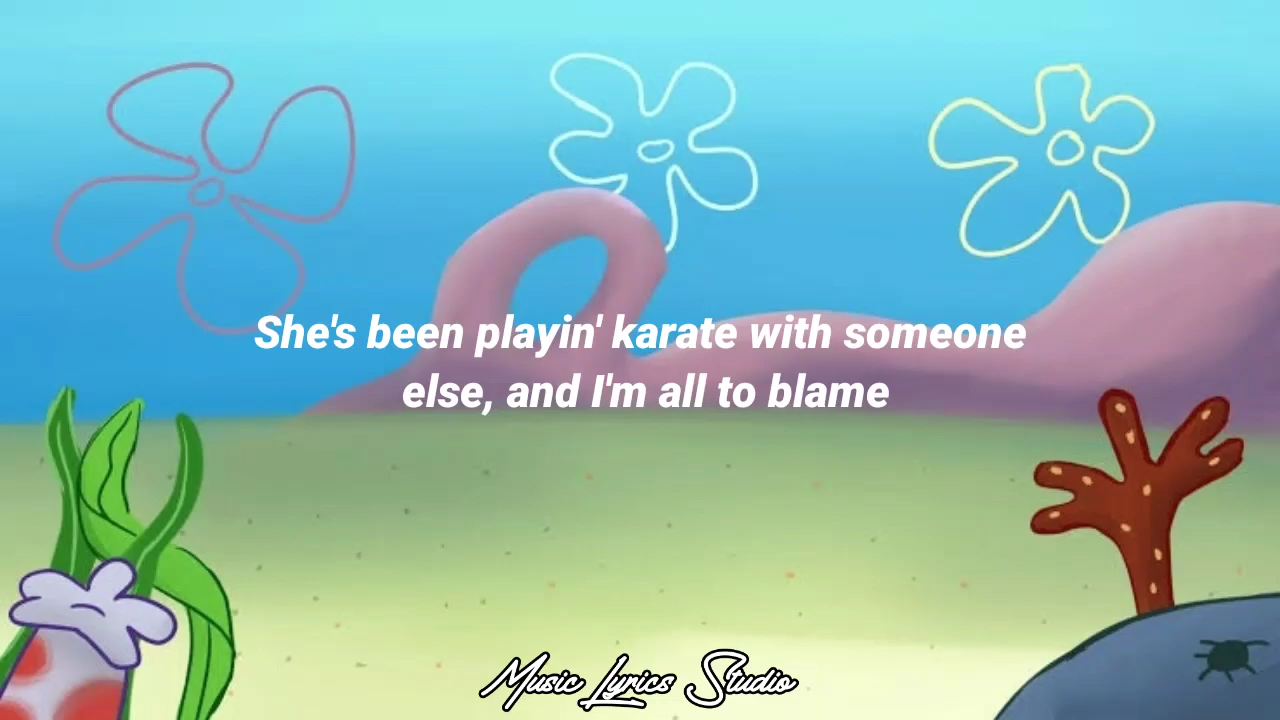 She's been playin' karate with someone
else, and I'm all to blame
Music Lyrics Studio